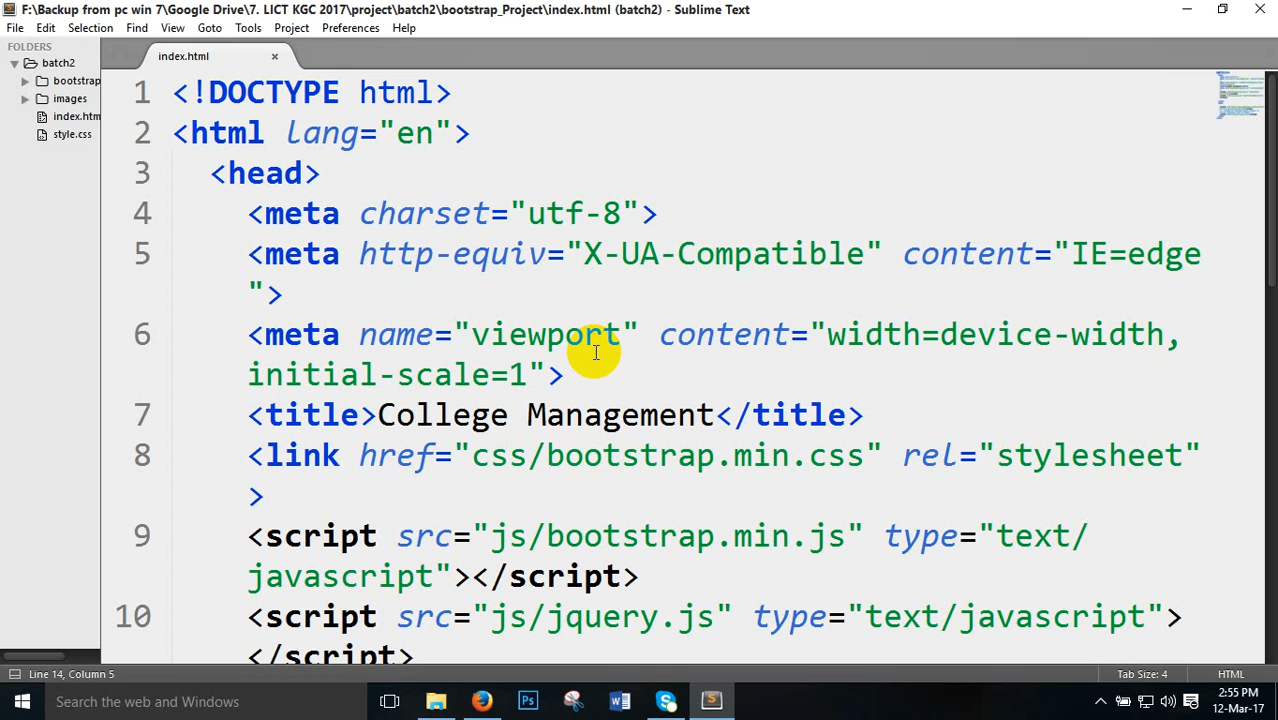 F:\Backup from pc win 7\Google Drive\7. LICT KGC 2017\project\batch2\bootstrap_Project\index.html (batch2) - Sublime Text
File Edit Selection Find View Goto Tools Project Preferences Help
FOLDERS
batch2
bootstrap
images
index.htm
style.css
index.html
1 <!DOCTYPE html>
2 <html lang="en">
3 <head>
4 <meta charset="utf-8">
5 <meta http-equiv="X-UA-Compatible" content="IE=edge
">
6 <meta name="viewport" content="width=device-width,
initial-scale=1">
7 <title>College Management</title>
8 <link href="css/bootstrap.min.css" rel="stylesheet"
>
9 <script src="js/bootstrap.min.js" type="text/
javascript"></script>
10 <script src="js/jquery.js" type="text/javascript">
</script>
Line 14, Column 5
Tab Size: 4
HTML
Search the web and Windows
2:55 PM
12-Mar-17